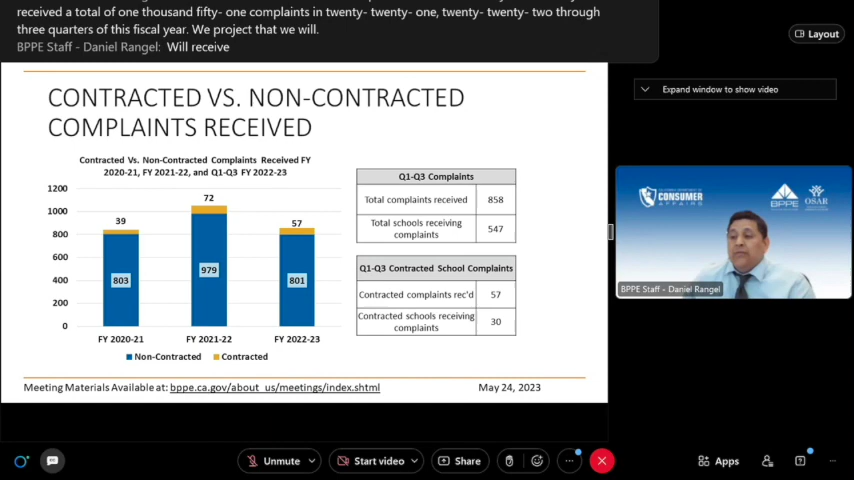 received a total of one thousand fifty- one complaints in twenty- twenty- one, twenty- twenty- two through
three quarters of this fiscal year. We project that we will.
BPPE Staff - Daniel Rangel: Will receive
Layout
Expand window to show video
CONTRACTED VS. NON-CONTRACTED
COMPLAINTS RECEIVED
Contracted Vs. Non-Contracted Complaints Received FY
2020-21, FY 2021-22, and Q1-Q3 FY 2022-23
1200
1000
800
600
400
200
0
39
803
72
979
57
801
FY 2020-21 FY 2021-22 FY 2022-23
Non-Contracted Contracted
Q1-Q3 Complaints
Total complaints received 858
Total schools receiving
complaints 547
Q1-Q3 Contracted School Complaints
Contracted complaints rec'd 57
Contracted schools receiving
complaints 30
CONSUMER
AFFAIRS
BPPE
OSAR
BPPE Staff - Daniel Rangel
Meeting Materials Available at: bppe.ca.gov/about_us/meetings/index.shtml May 24, 2023
Unmute Start video Share Apps